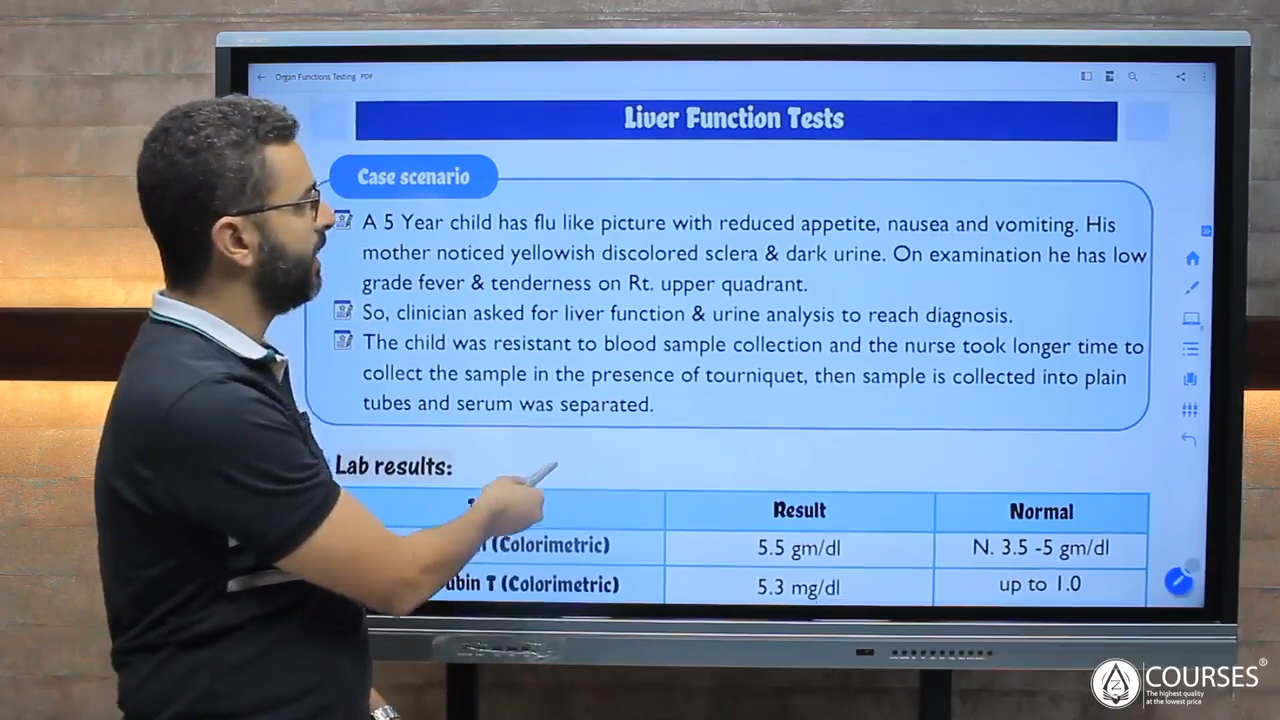 Organ Functions Testing PDF
Liver Function Tests
Case scenario
A 5 Year child has flu like picture with reduced appetite, nausea and vomiting. His
mother noticed yellowish discolored sclera & dark urine. On examination he has low
grade fever & tenderness on Rt. upper quadrant.
So, clinician asked for liver function & urine analysis to reach diagnosis.
The child was resistant to blood sample collection and the nurse took longer time to
collect the sample in the presence of tourniquet, then sample is collected into plain
tubes and serum was separated.
Lab results:
Result Normal
(Colorimetric) 5.5 gm/dl N. 3.5 -5 gm/dl
ubin T (Colorimetric) 5.3 mg/dl up to 1.0
COURSES®
The highest quality
at the lowest price